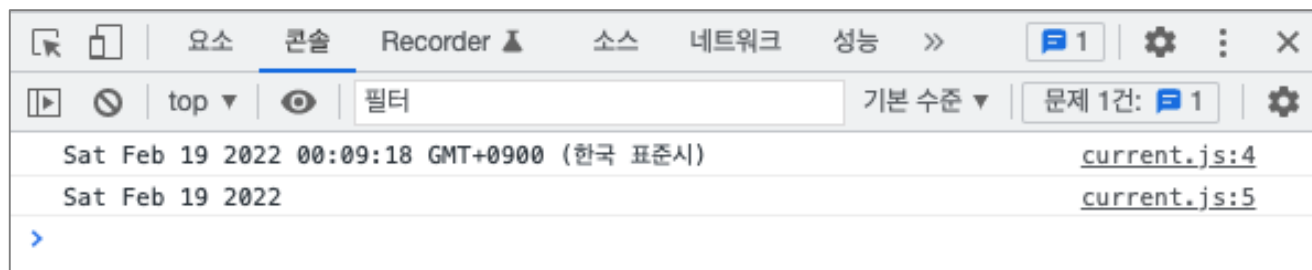 요소 콘솔 Recorder 소스 네트워크 성능 » 1
top ▼ 필터 기본 수준 ▼ 문제 1건: 1
Sat Feb 19 2022 00:09:18 GMT+0900 (한국 표준시) current.js:4
Sat Feb 19 2022 current.js:5